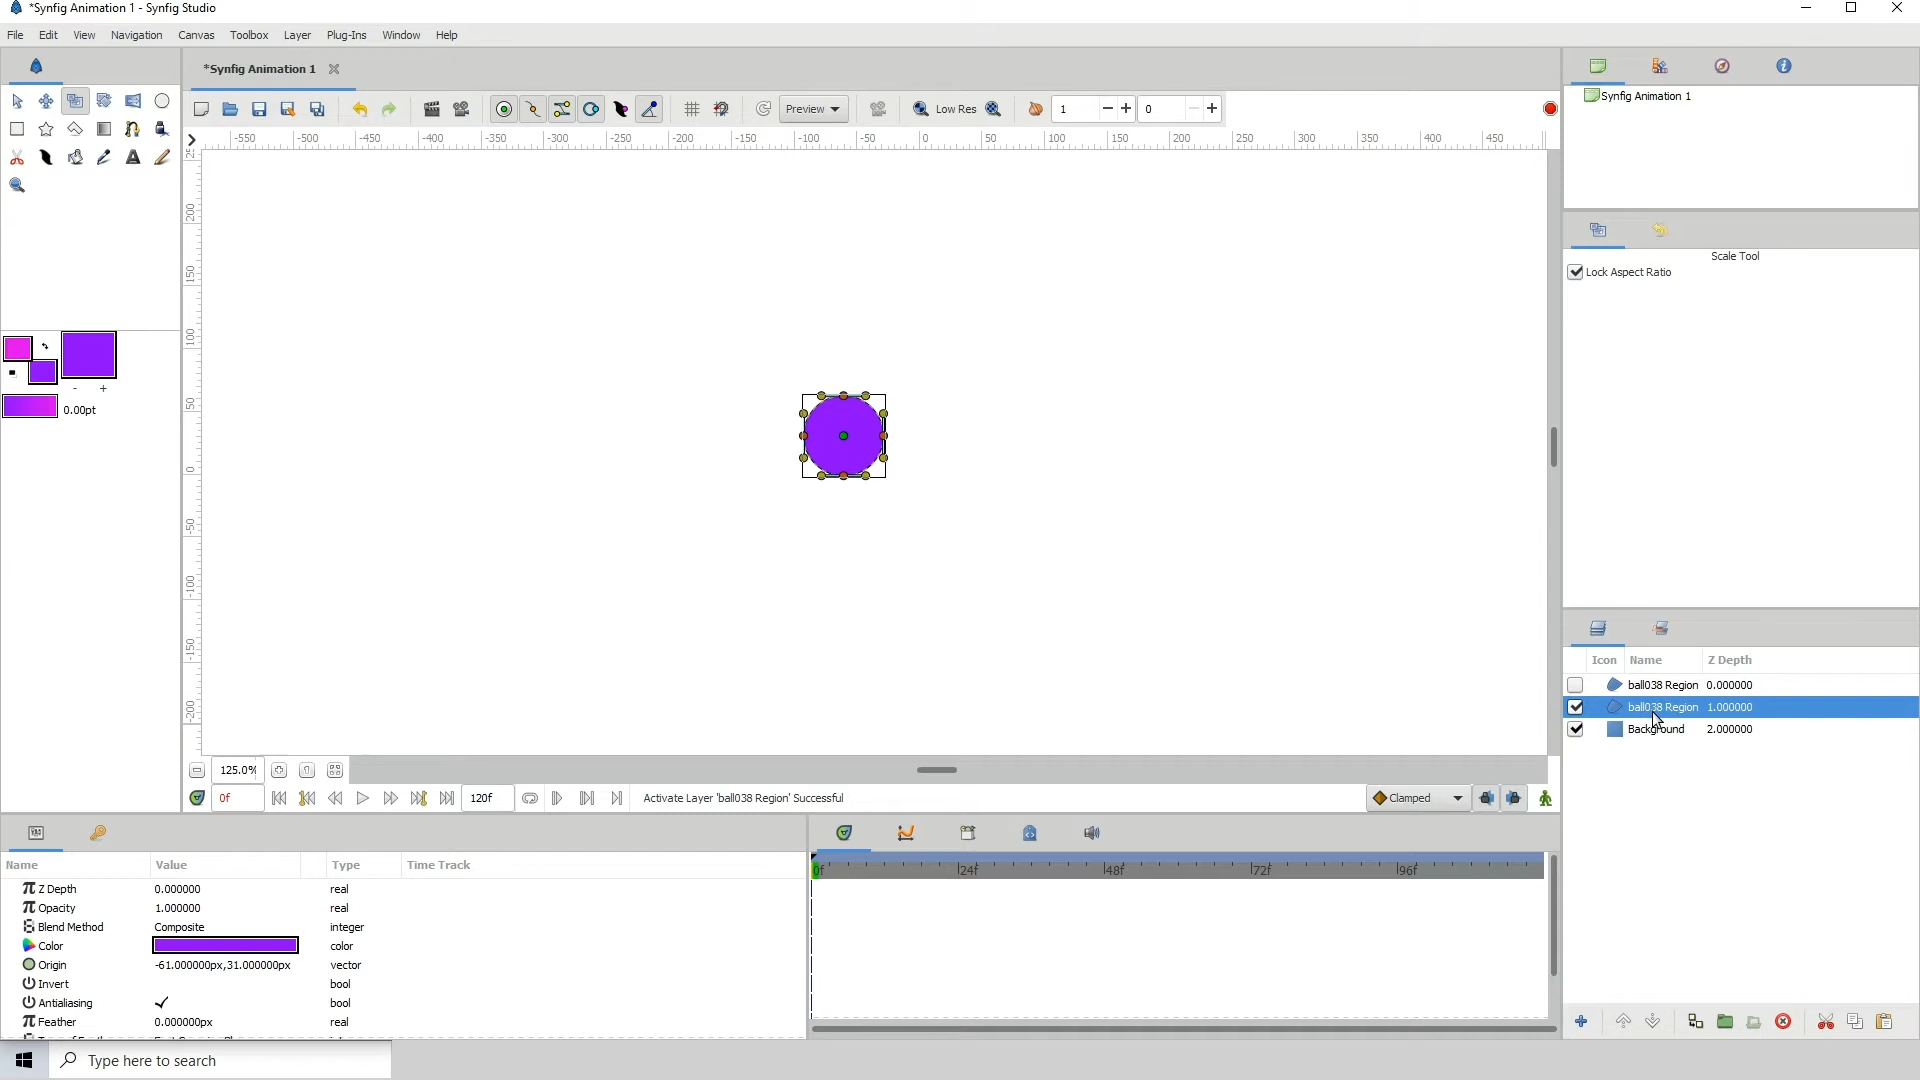 *Synfig Animation 1 - Synfig Studio
File Edit View Navigation Canvas Toolbox Layer Plug-Ins Window Help
*Synfig Animation 1
Preview Low Res 1 0
-550 -500 -450 -400 -350 -300 -250 -200 -150 -100 -50 0 50 100 150 200 250 300 350 400 450
200
150
100
50
0
-50
-100
-150
-200
0.00pt
125.0%
0f 120f Activate Layer 'ball038 Region' Successful Clamped
Name Value Type Time Track
Z Depth 0.000000 real
Opacity 1.000000 real
Blend Method Composite integer
Color color
Origin -61.000000px,31.000000px vector
Invert bool
Antialiasing bool
Feather 0.000000px real
0f 24f 48f 72f 96f
Synfig Animation 1
Scale Tool
Lock Aspect Ratio
Icon Name Z Depth
ball038 Region 0.000000
ball038 Region 1.000000
Background 2.000000
Type here to search